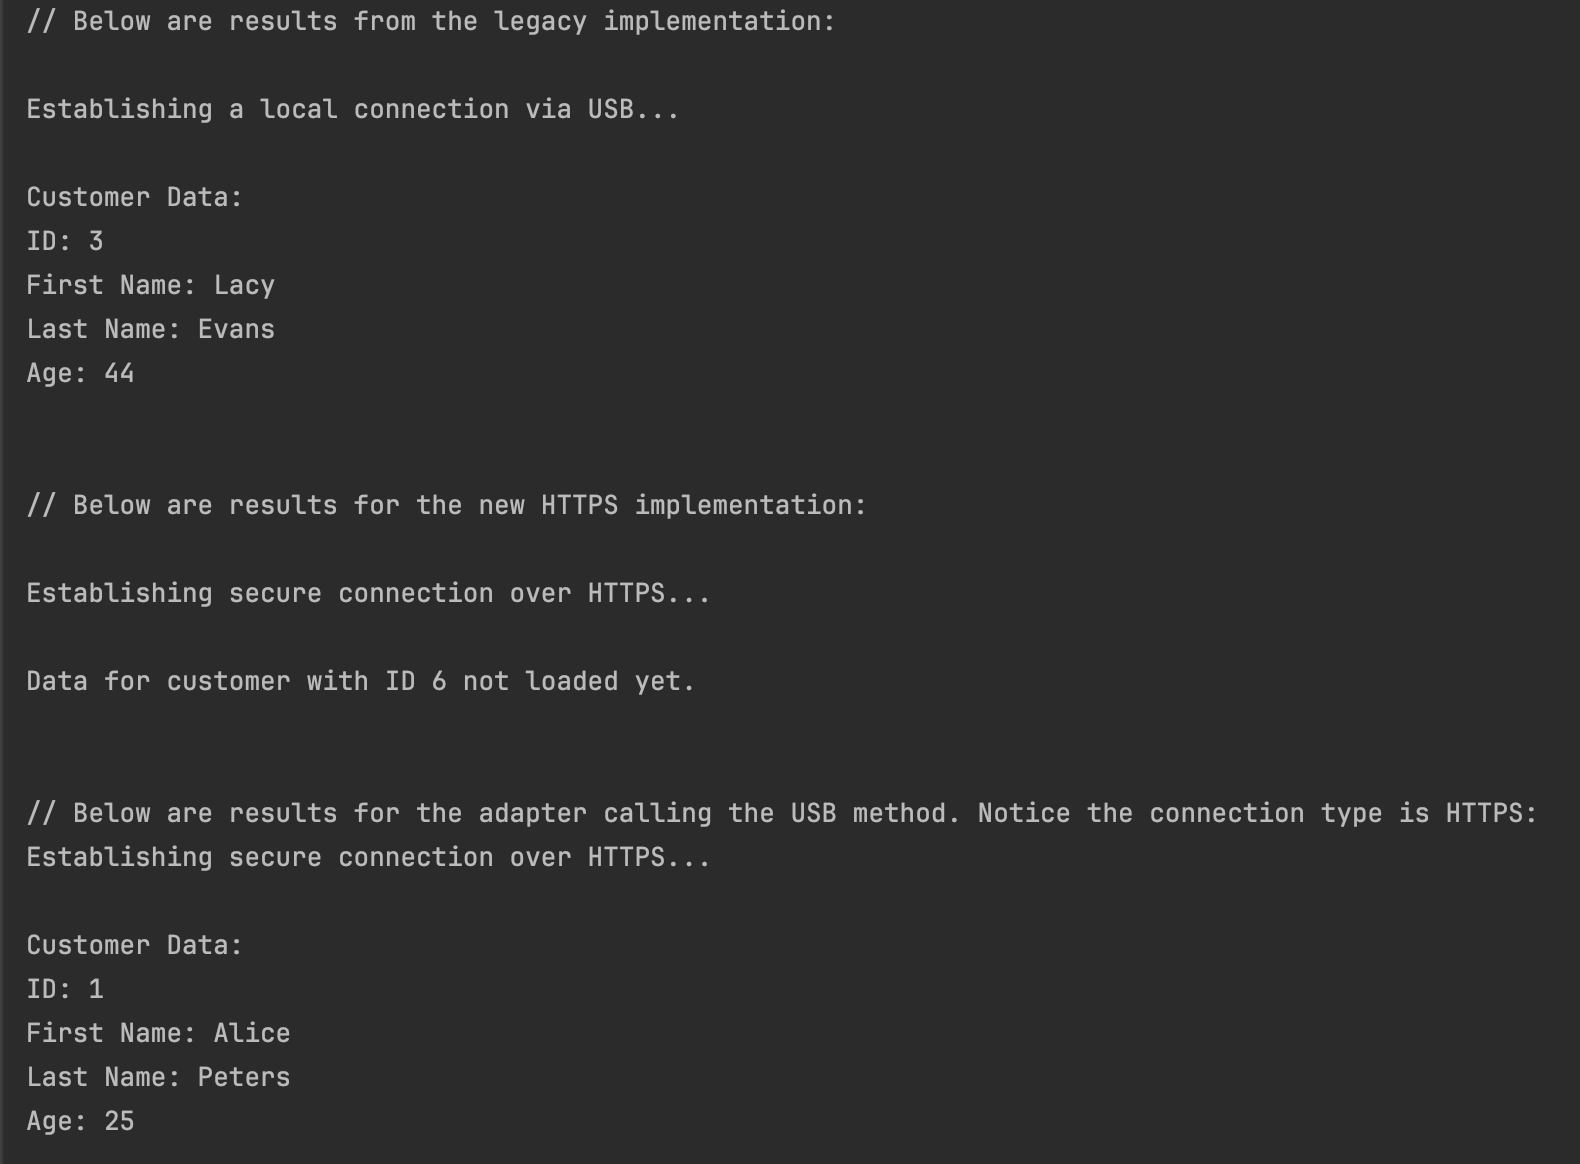 // Below are results from the legacy implementation:
Establishing a local connection via USB...
Customer Data:
ID: 3
First Name: Lacy
Last Name: Evans
Age: 44
// Below are results for the new HTTPS implementation:
Establishing secure connection over HTTPS...
Data for customer with ID 6 not loaded yet.
// Below are results for the adapter calling the USB method. Notice the connection type is HTTPS:
Establishing secure connection over HTTPS...
Customer Data:
ID: 1
First Name: Alice
Last Name: Peters
Age: 25